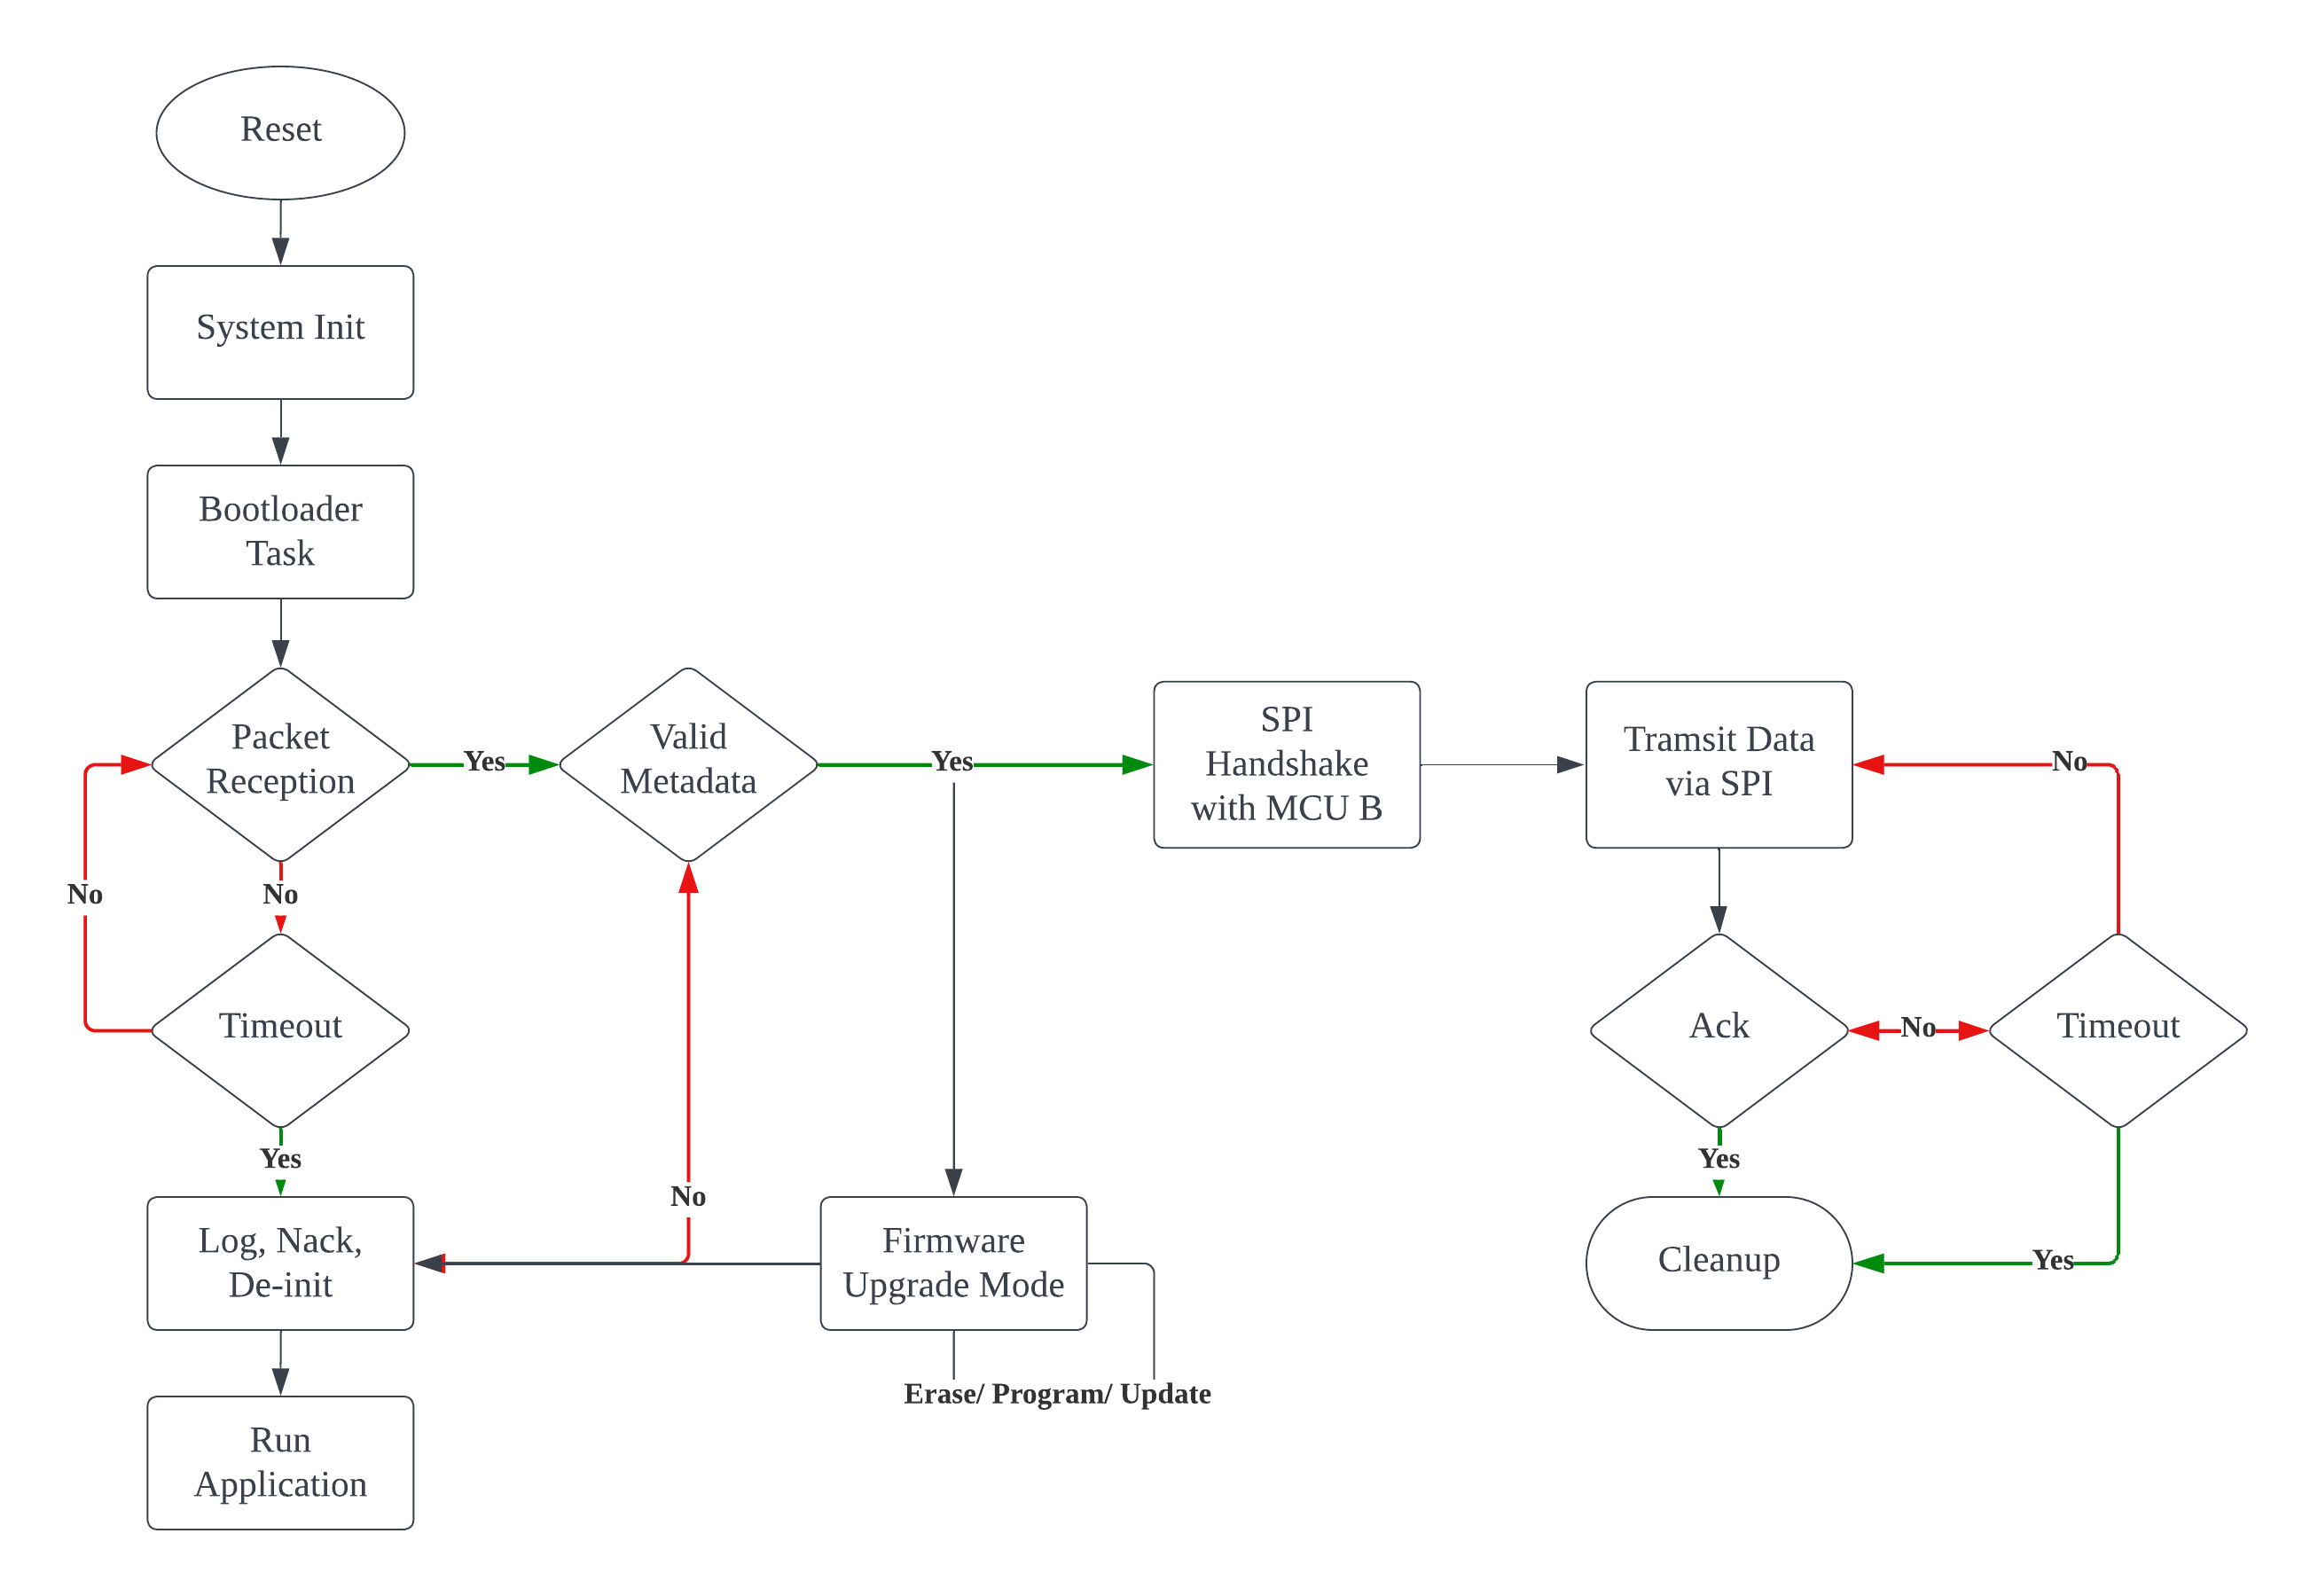 Reset
System Init
Bootloader
Task
Packet
Reception
Yes
Valid
Metadata
Yes
SPI
Handshake
with MCU B
Tramsit Data
via SPI
No
No
No
Timeout
Ack
No
Timeout
Yes
Yes
No
Log, Nack,
De-init
Firmware
Upgrade Mode
Cleanup
Yes
Erase/ Program/ Update
Run
Application